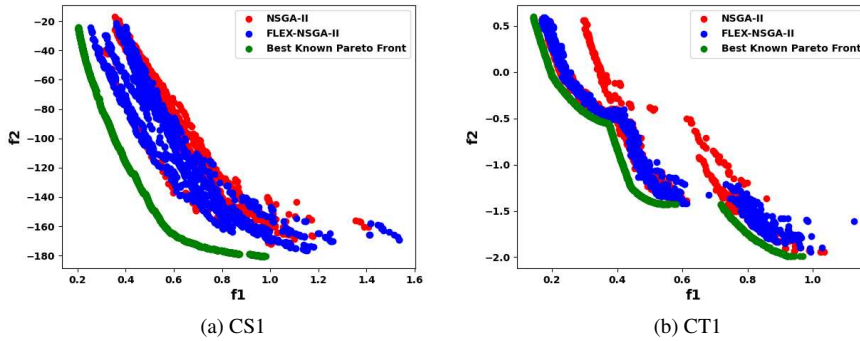 NSGA-II
FLEX-NSGA-II
Best Known Pareto Front
f2
−20
−40
−60
−80
−100
−120
−140
−160
−180
0.2 0.4 0.6 0.8 1.0 1.2 1.4 1.6
f1
(a) CS1
NSGA-II
FLEX-NSGA-II
Best Known Pareto Front
f2
0.5
0.0
−0.5
−1.0
−1.5
−2.0
0.2 0.4 0.6 0.8 1.0
f1
(b) CT1